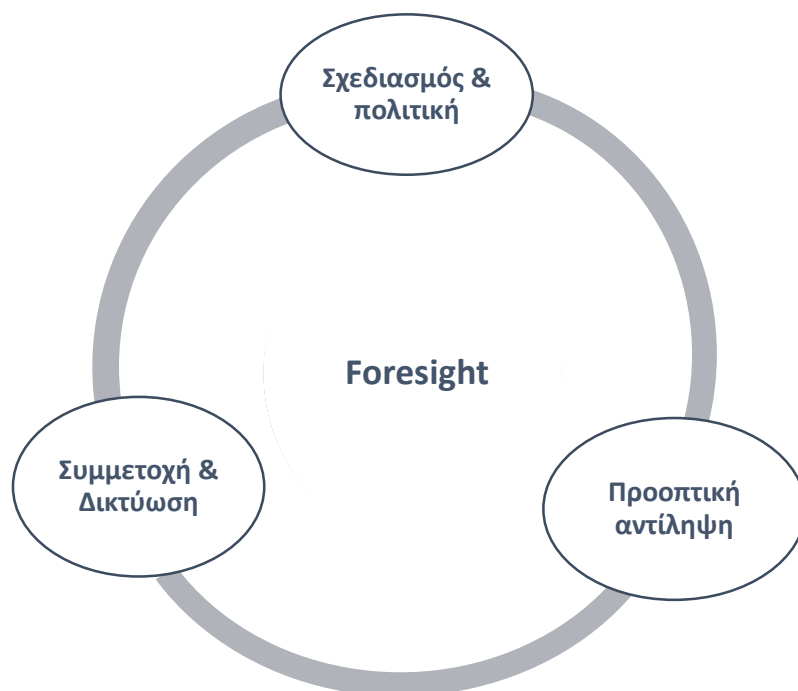 Σχεδιασμός &
πολιτική
Foresight
Συμμετοχή &
Δικτύωση
Προοπτική
αντίληψη